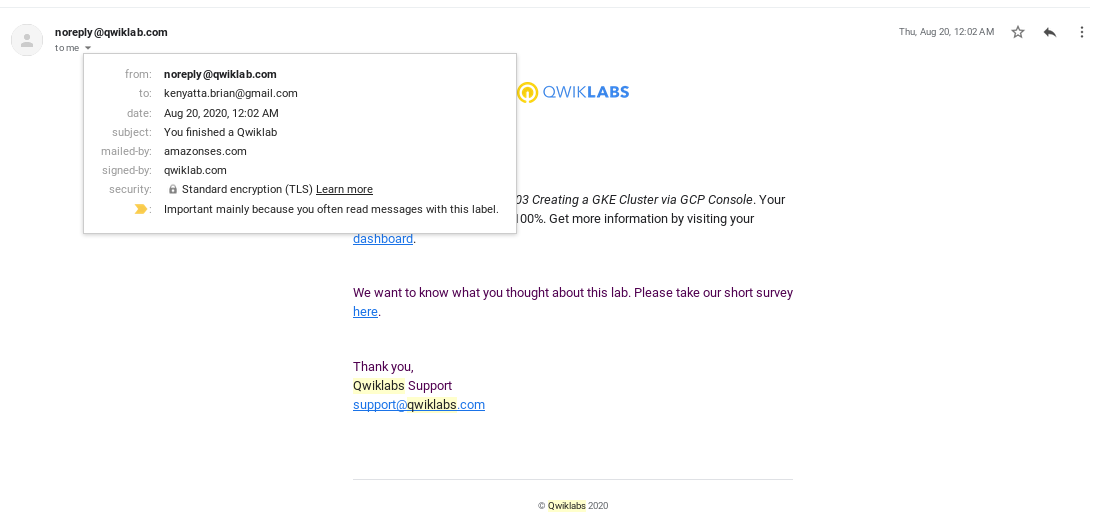 noreply@qwiklab.com
Thu, Aug 20, 12:02 AM
to me
from: noreply@qwiklab.com
to: kenyatta.brian@gmail.com
date: Aug 20, 2020, 12:02 AM
subject: You finished a Qwiklab
mailed-by: amazonses.com
signed-by: qwiklab.com
security: Standard encryption (TLS) Learn more
: Important mainly because you often read messages with this label.
QWIKLABS
03 Creating a GKE Cluster via GCP Console. Your
100%. Get more information by visiting your
dashboard.
We want to know what you thought about this lab. Please take our short survey
here.
Thank you,
Qwiklabs Support
support@qwiklabs.com
© Qwiklabs 2020